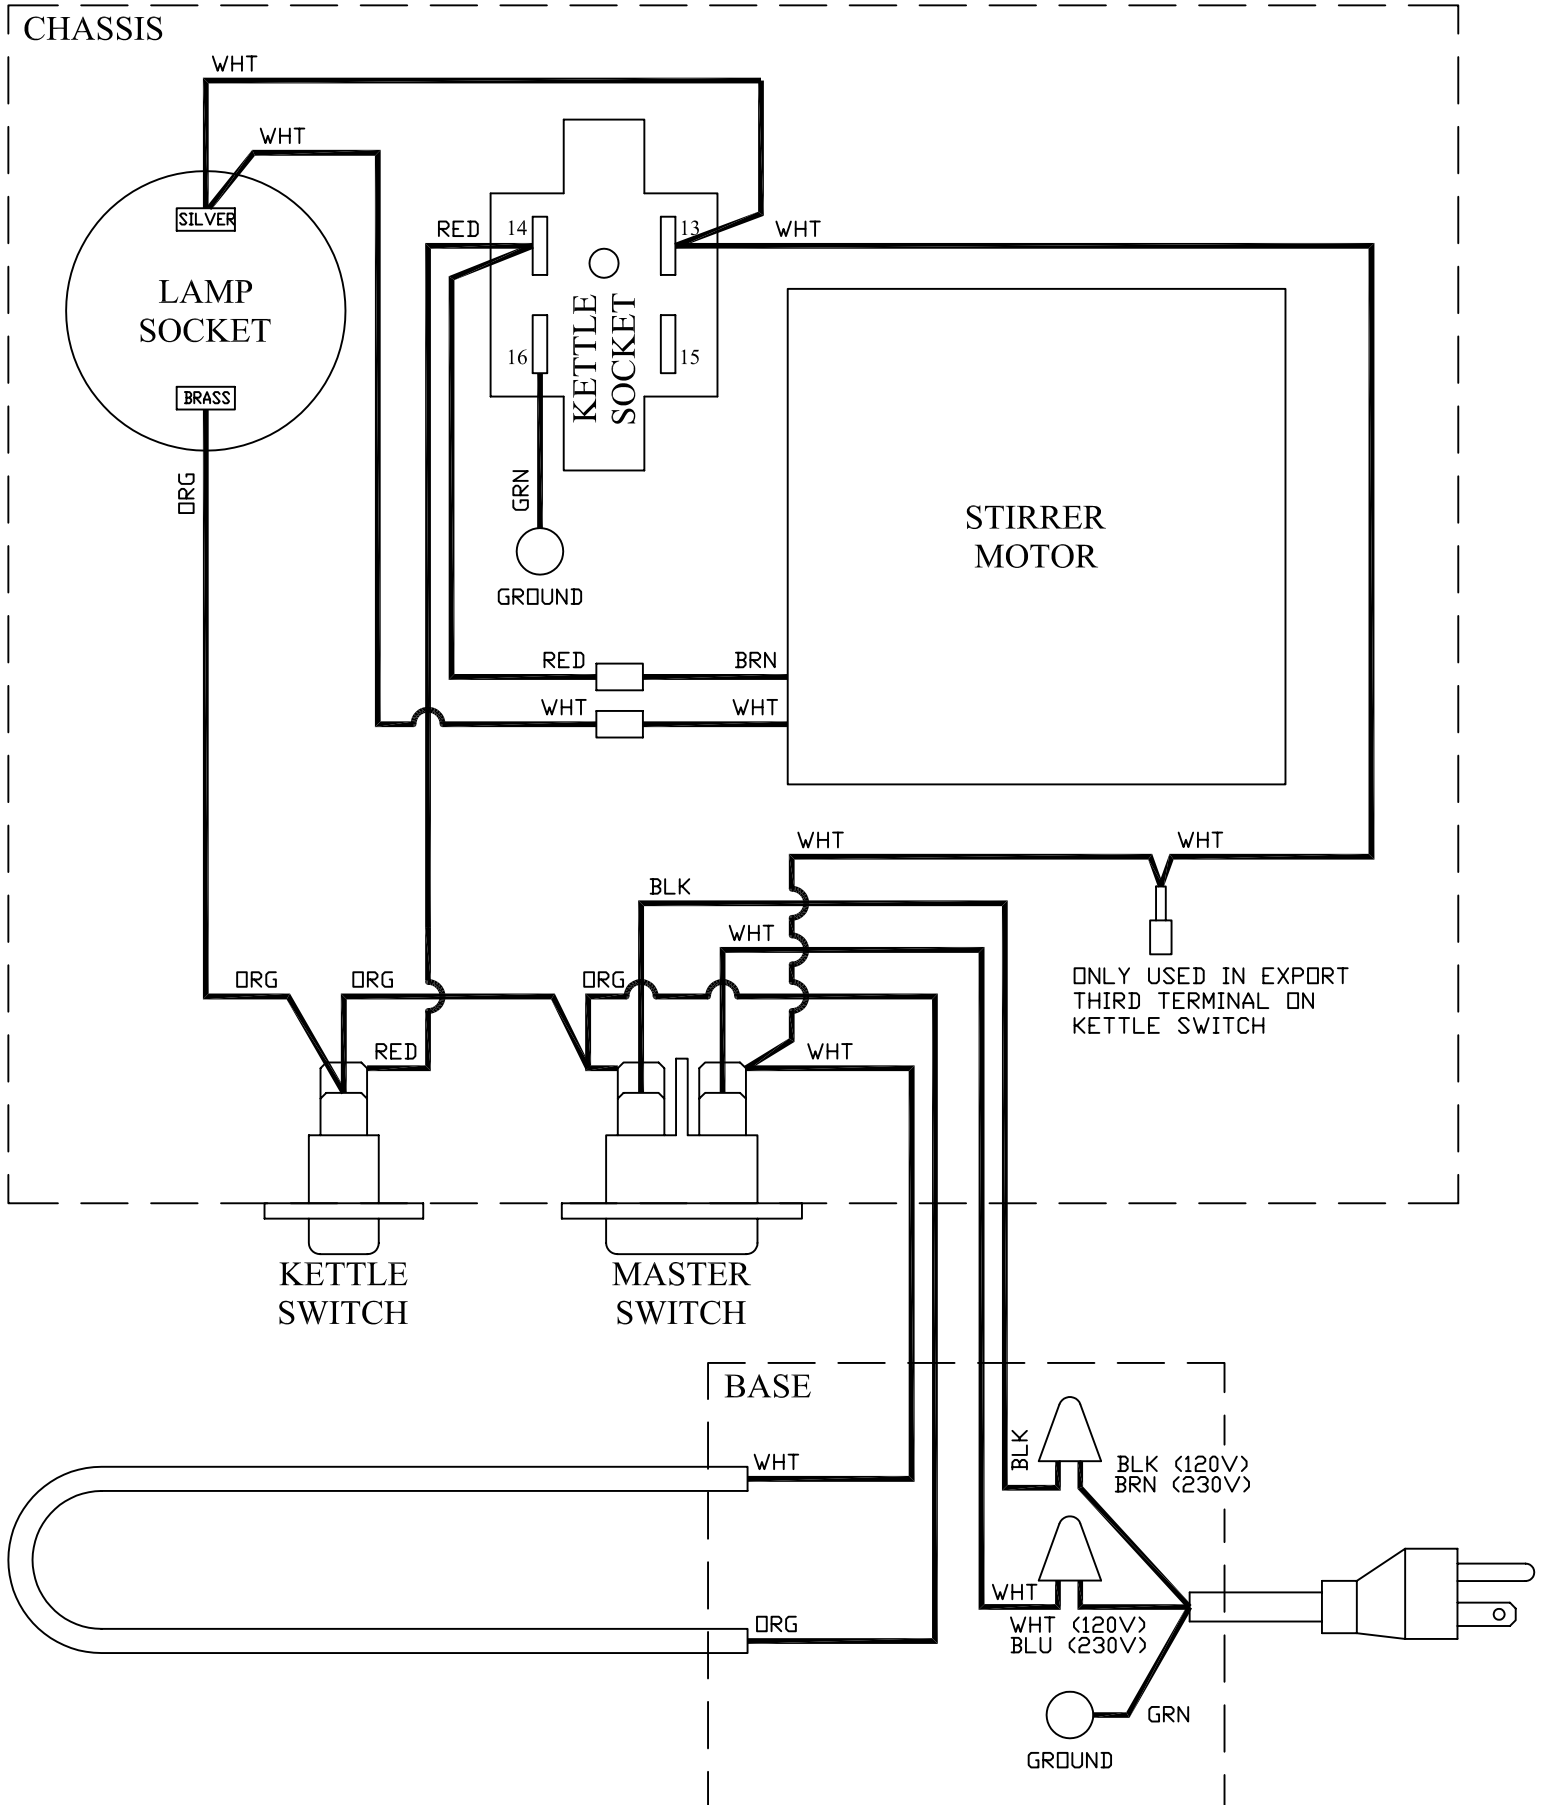 CHASSIS
WHT
WHT
SILVER
LAMP
SOCKET
BRASS
ORG
RED
14
13
WHT
16
15
KETTLE
SOCKET
GRN
GROUND
STIRRER
MOTOR
RED
BRN
WHT
WHT
WHT
WHT
BLK
WHT
ORG
ORG
ORG
ONLY USED IN EXPORT
THIRD TERMINAL ON
KETTLE SWITCH
RED
WHT
KETTLE
SWITCH
MASTER
SWITCH
BASE
WHT
BLK
BLK (120V)
BRN (230V)
WHT
WHT (120V)
BLU (230V)
ORG
GRN
GROUND